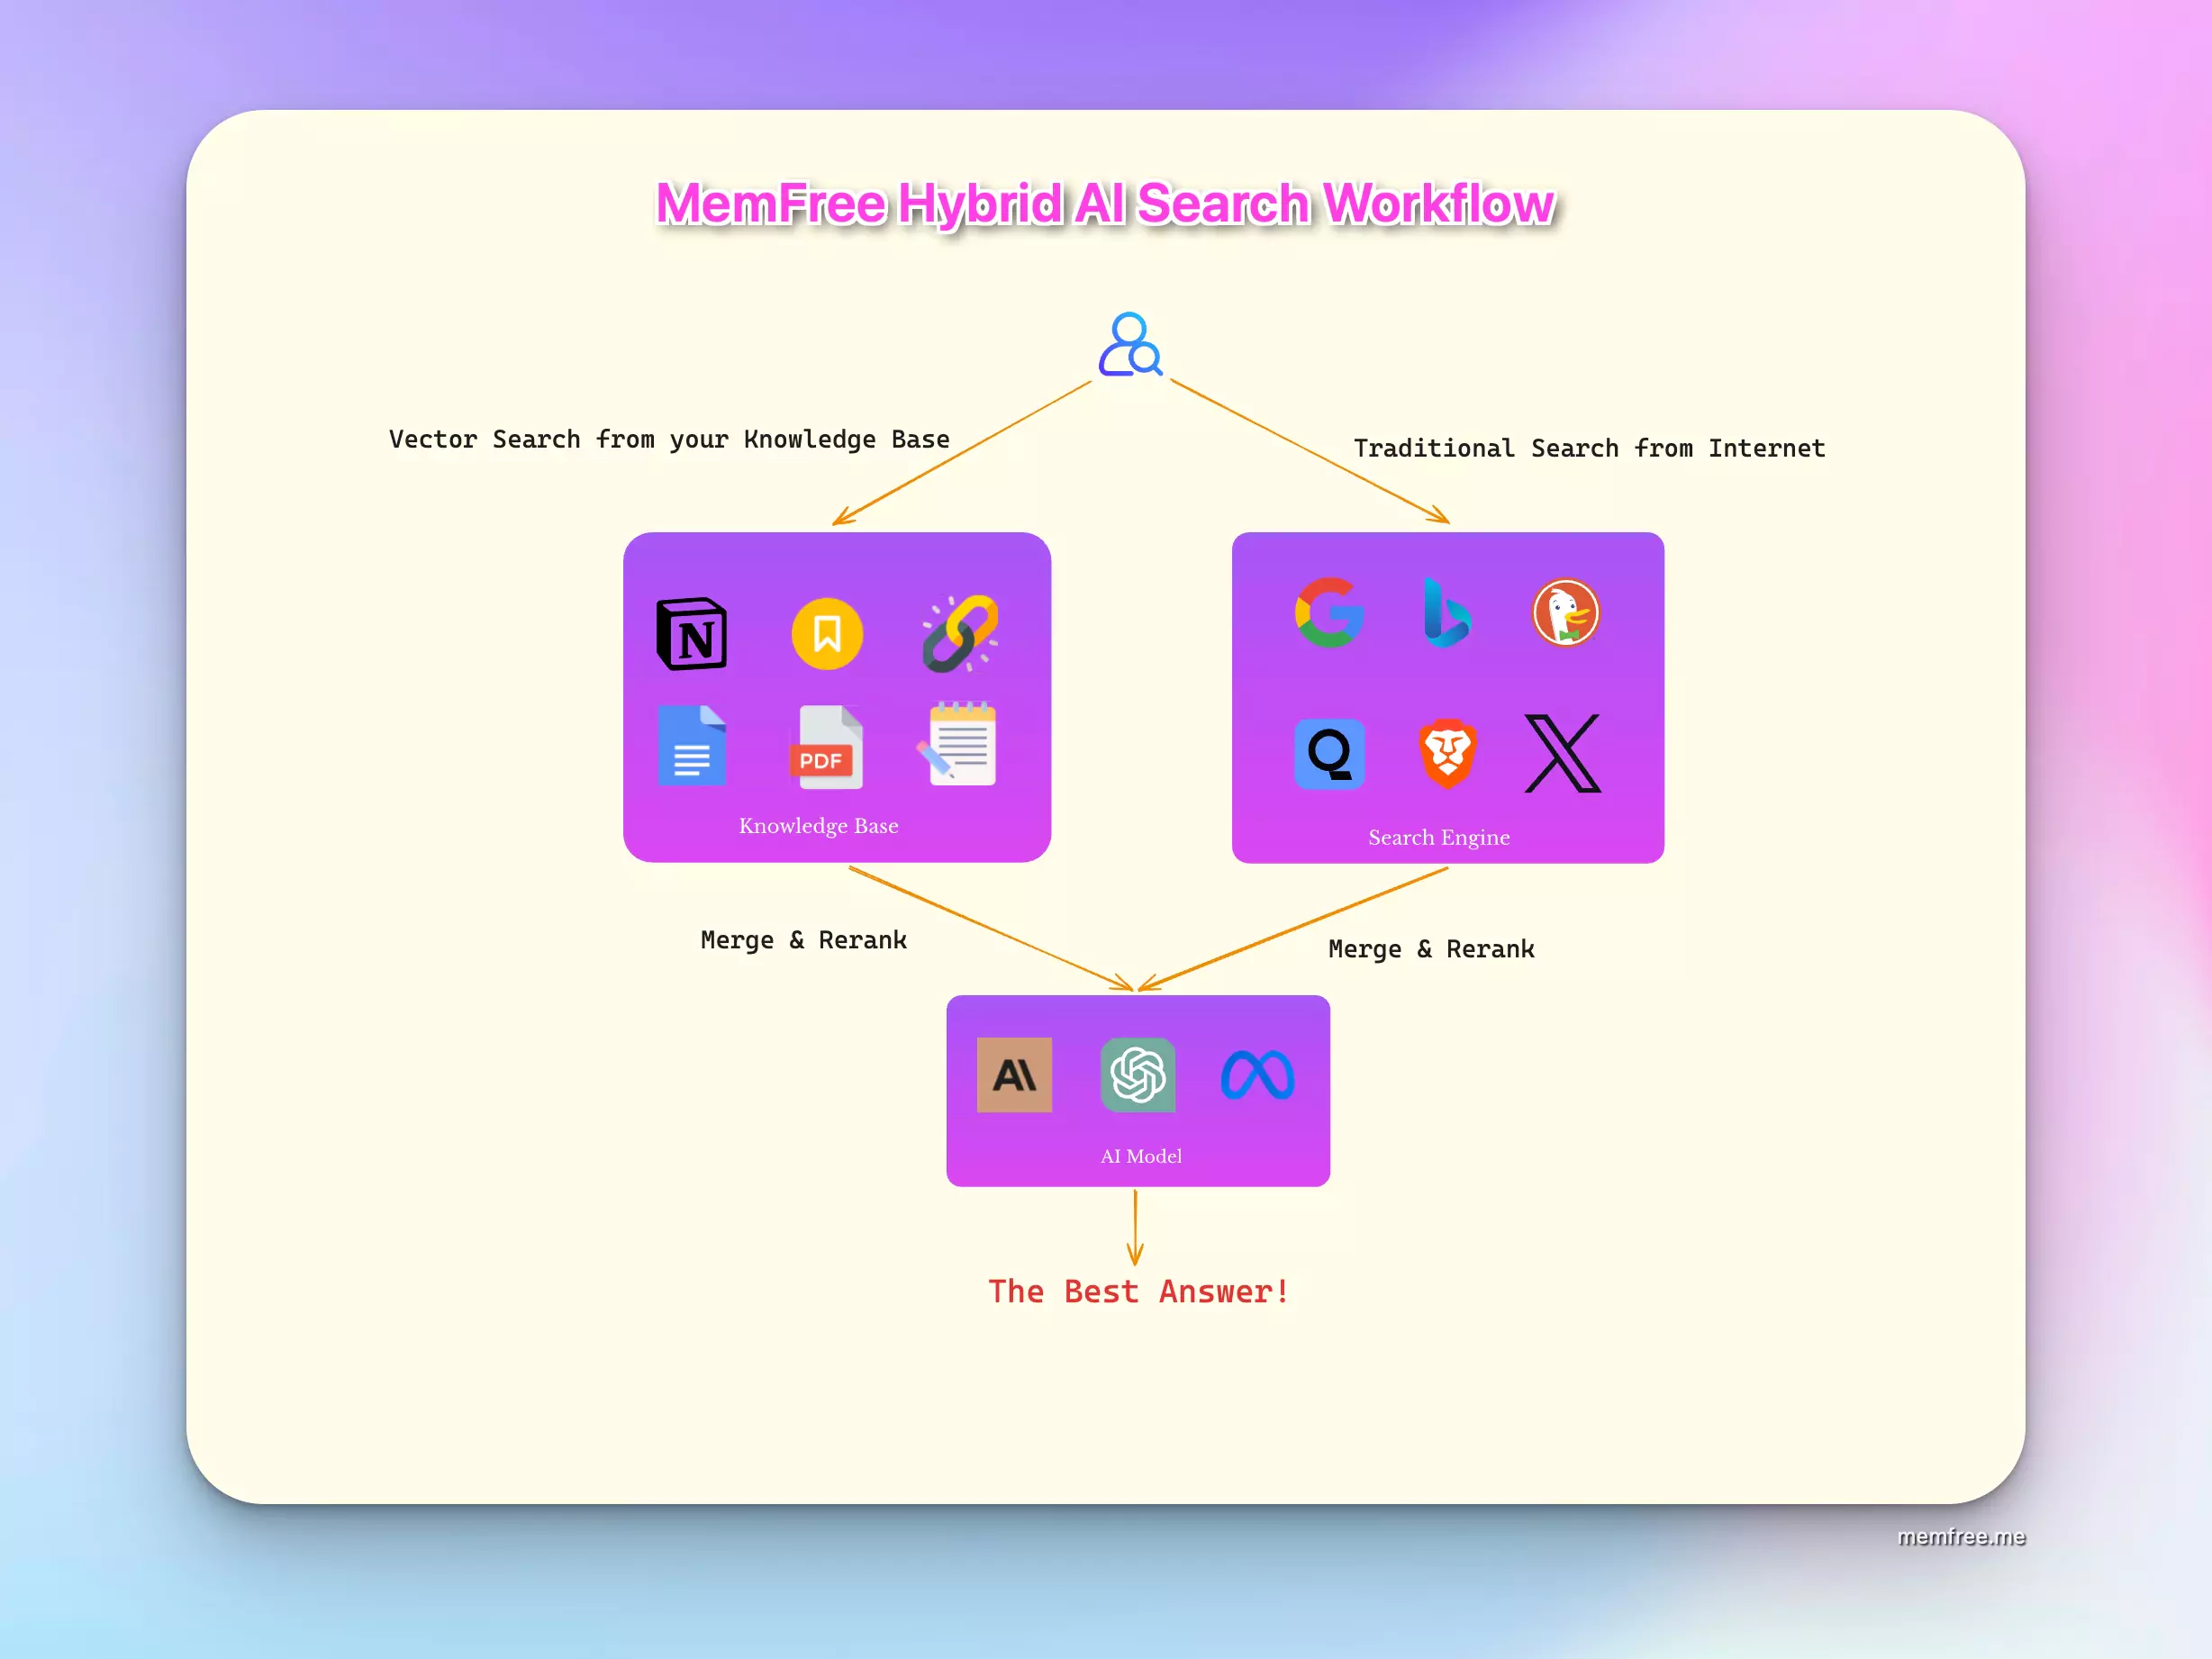 MemFree Hybrid AI Search Workflow
Vector Search from your Knowledge Base
Traditional Search from Internet
N
PDF
Knowledge Base
Search Engine
Merge & Rerank
Merge & Rerank
AI
AI Model
The Best Answer!
memfree.me